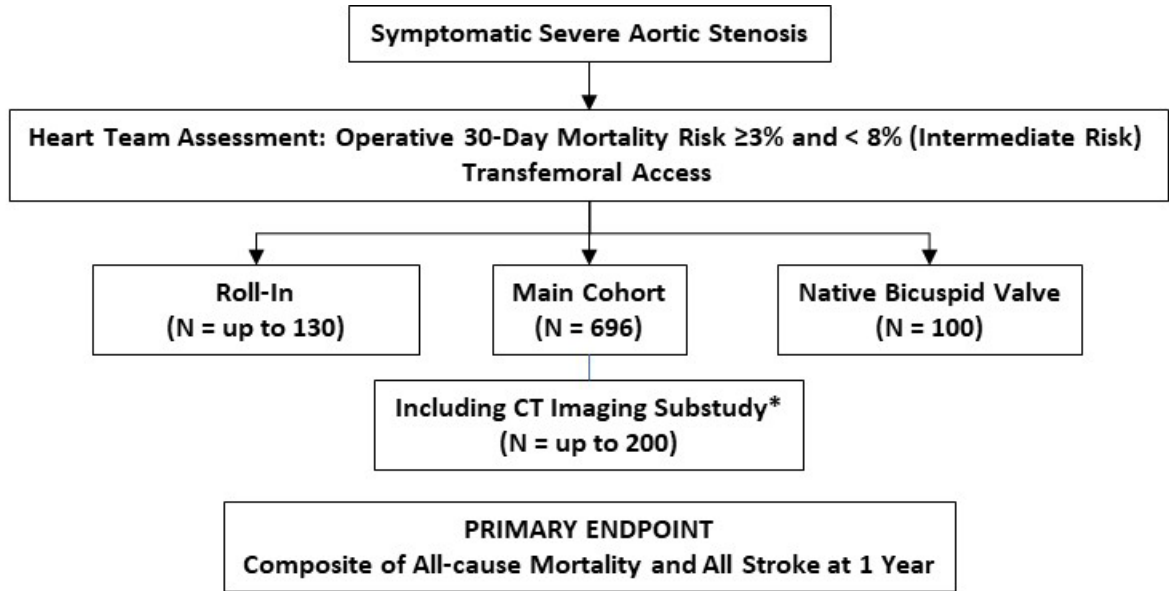 Symptomatic Severe Aortic Stenosis
Heart Team Assessment: Operative 30-Day Mortality Risk ≥3% and < 8% (Intermediate Risk)
Transfemoral Access
Roll-In
(N = up to 130)
Main Cohort
(N = 696)
Native Bicuspid Valve
(N = 100)
Including CT Imaging Substudy*
(N = up to 200)
PRIMARY ENDPOINT
Composite of All-cause Mortality and All Stroke at 1 Year